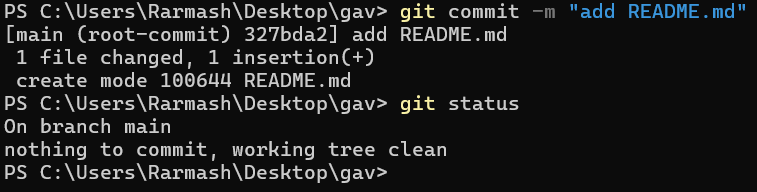 PS C:\Users\Rarmash\Desktop\gav> git commit -m "add README.md"
[main (root-commit) 327bda2] add README.md
 1 file changed, 1 insertion(+)
 create mode 100644 README.md
PS C:\Users\Rarmash\Desktop\gav> git status
On branch main
nothing to commit, working tree clean
PS C:\Users\Rarmash\Desktop\gav>